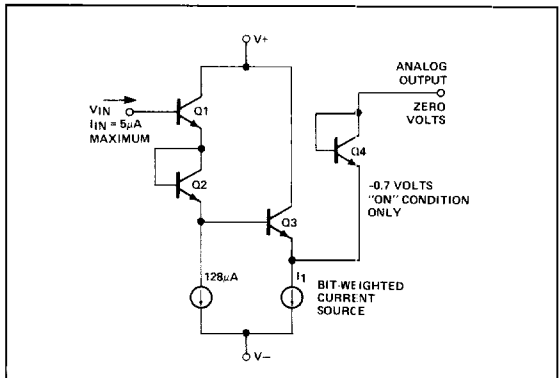 V+
ANALOG
OUTPUT
VIN
Q1
ZERO
VOLTS
IIN = 5µA
MAXIMUM
Q4
Q2
-0.7 VOLTS
"ON" CONDITION
ONLY
Q3
128µA
I1
BIT-WEIGHTED
CURRENT
SOURCE
V−